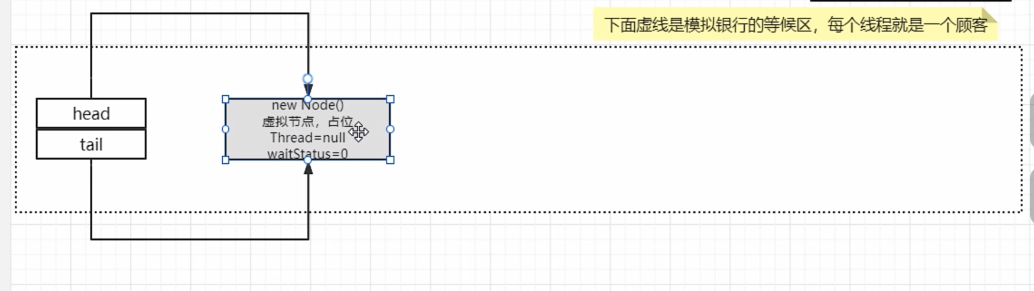 下面虚线是模拟银行的等候区，每个线程就是一个顾客
head
tail
new Node()
虚拟节点，占位
Thread=null
waitStatus=0